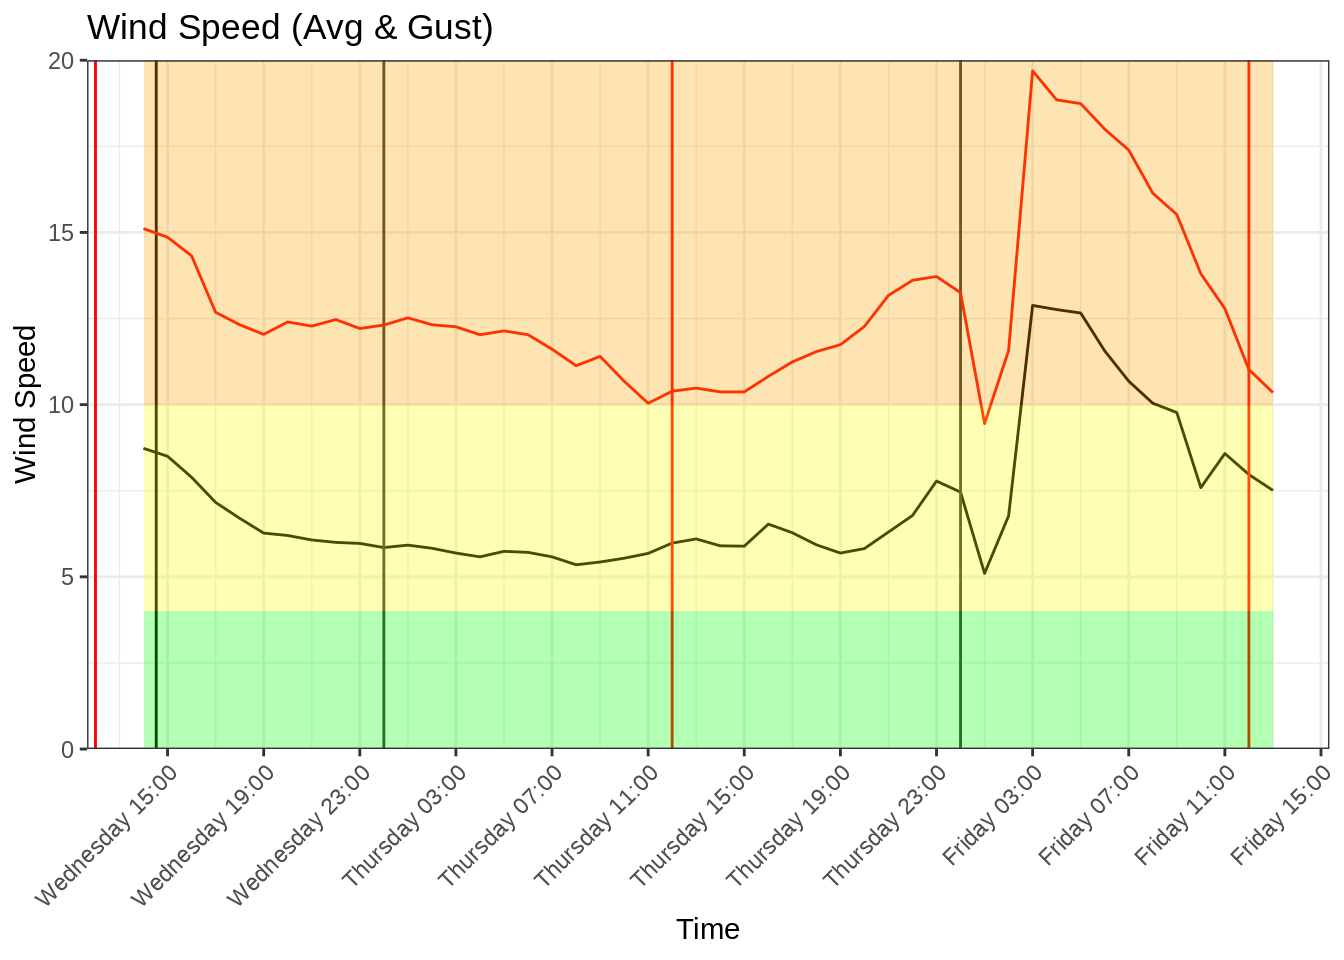 Wind Speed (Avg & Gust)
20
15
10
5
0
Wind Speed
Wednesday 15:00
Wednesday 19:00
Wednesday 23:00
Thursday 03:00
Thursday 07:00
Thursday 11:00
Thursday 15:00
Thursday 19:00
Thursday 23:00
Friday 03:00
Friday 07:00
Friday 11:00
Friday 15:00
Time